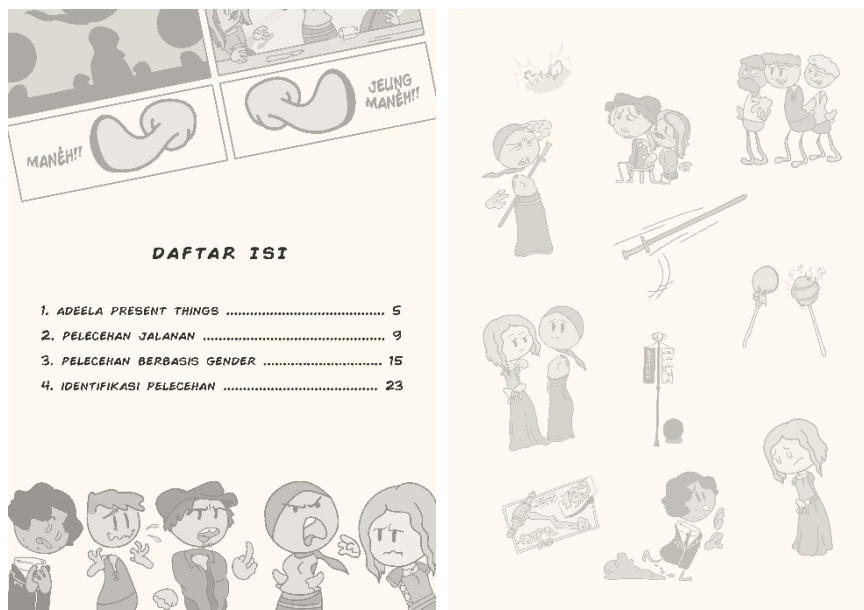 MANÈH!!
JEUNG
MANÈH!!
DAFTAR ISI
1. ADEELA PRESENT THINGS ........................................ 5
2. PELECEHAN JALANAN .............................................. 9
3. PELECEHAN BERBASIS GENDER .............................. 15
4. IDENTIFIKASI PELECEHAN ....................................... 23